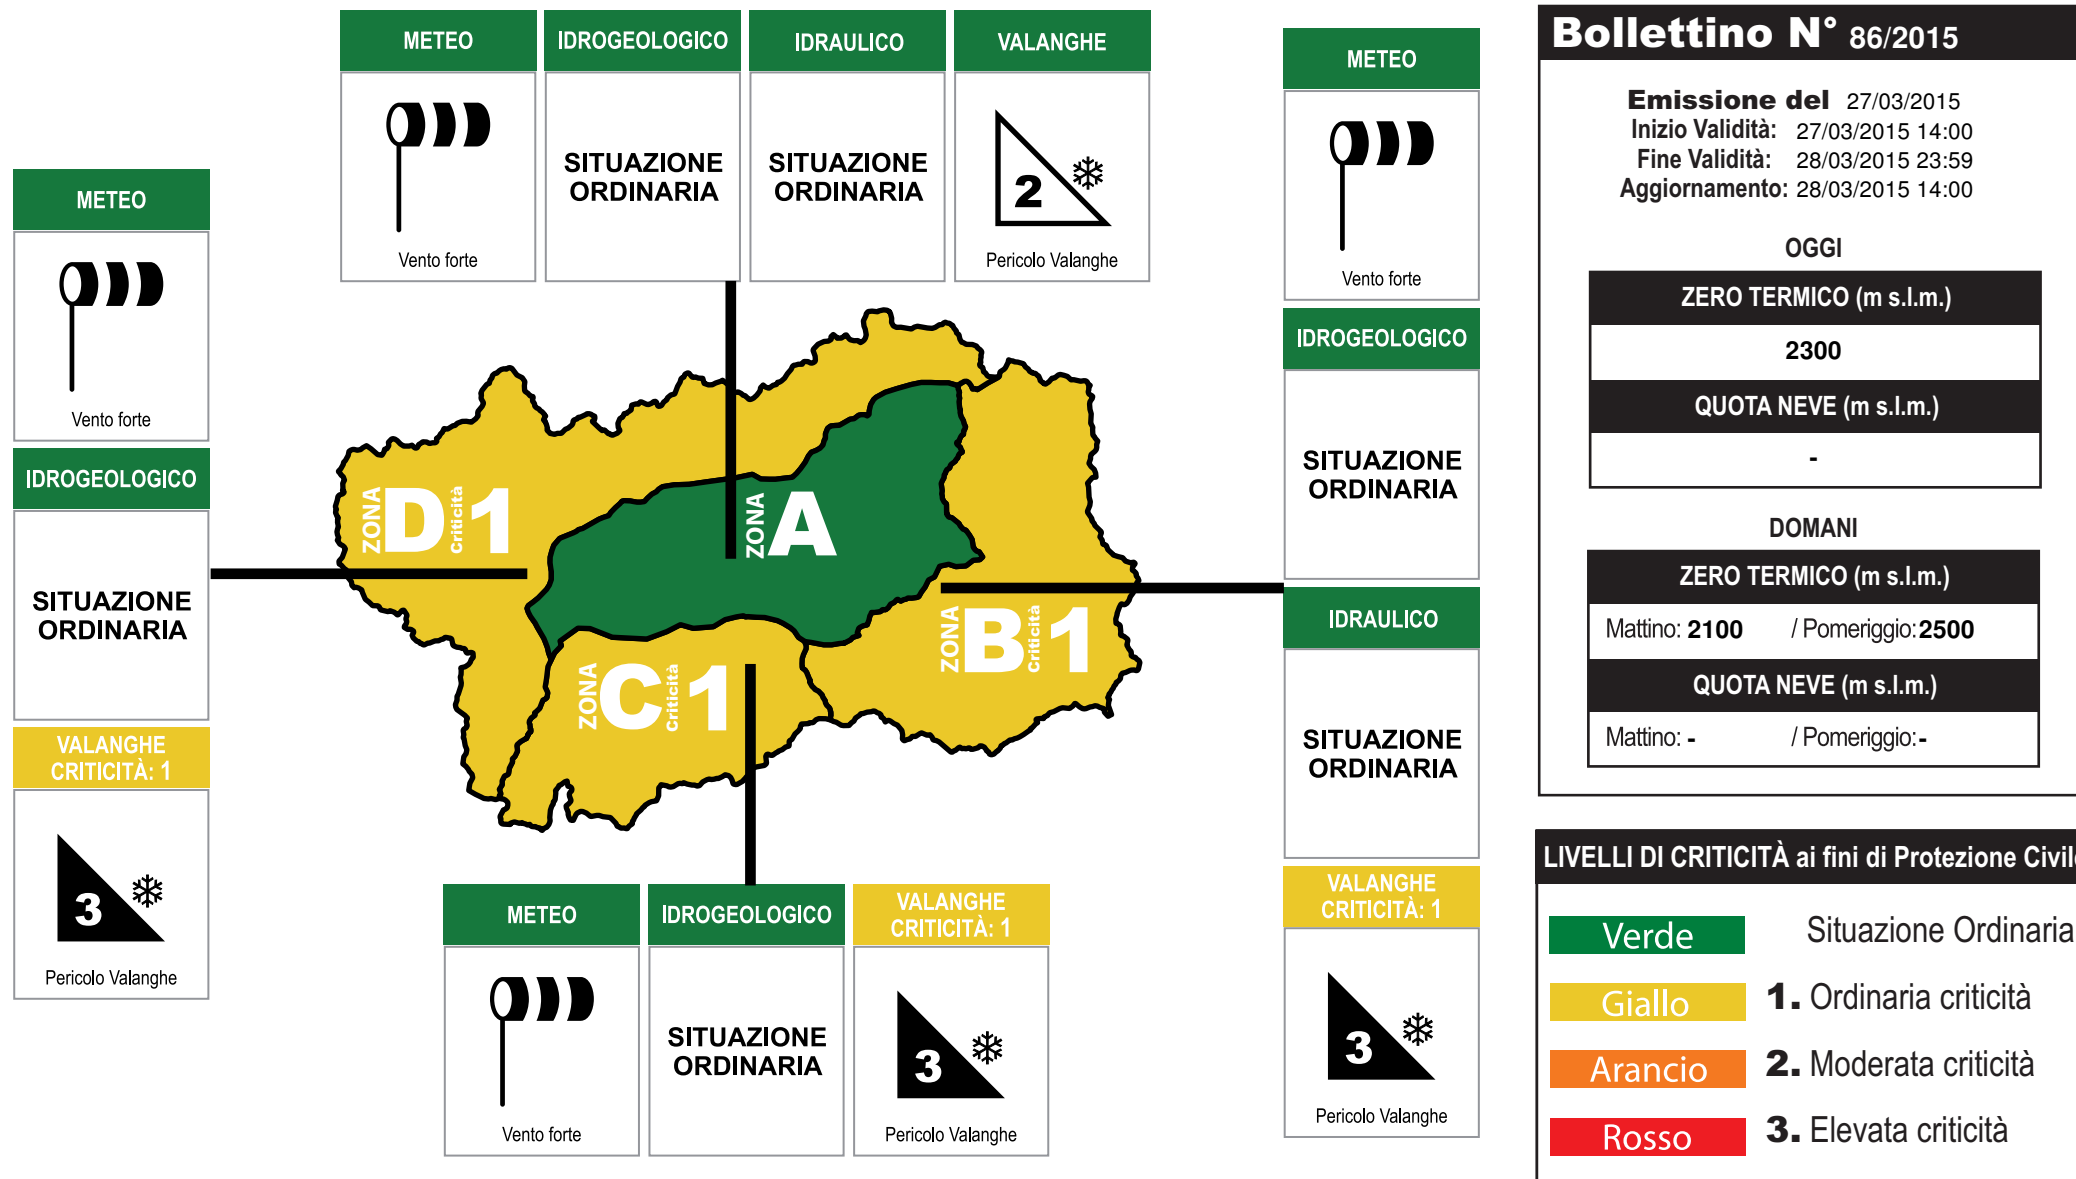 METEO
Vento forte
IDROGEOLOGICO
SITUAZIONE
ORDINARIA
VALANGHE
CRITICITÀ: 1
3
Pericolo Valanghe
METEO
Vento forte
IDROGEOLOGICO
SITUAZIONE
ORDINARIA
IDRAULICO
SITUAZIONE
ORDINARIA
VALANGHE
2
Pericolo Valanghe
ZONA D Criticità 1
ZONA A
ZONA C Criticità 1
ZONA B Criticità 1
METEO
Vento forte
IDROGEOLOGICO
SITUAZIONE
ORDINARIA
VALANGHE
CRITICITÀ: 1
3
Pericolo Valanghe
METEO
Vento forte
IDROGEOLOGICO
SITUAZIONE
ORDINARIA
IDRAULICO
SITUAZIONE
ORDINARIA
VALANGHE
CRITICITÀ: 1
3
Pericolo Valanghe
Bollettino N° 86/2015
Emissione del 27/03/2015
Inizio Validità: 27/03/2015 14:00
Fine Validità: 28/03/2015 23:59
Aggiornamento: 28/03/2015 14:00
OGGI
ZERO TERMICO (m s.l.m.)
2300
QUOTA NEVE (m s.l.m.)
-
DOMANI
ZERO TERMICO (m s.l.m.)
Mattino: 2100 / Pomeriggio: 2500
QUOTA NEVE (m s.l.m.)
Mattino: - / Pomeriggio: -
LIVELLI DI CRITICITÀ ai fini di Protezione Civile
Verde Situazione Ordinaria
Giallo 1. Ordinaria criticità
Arancio 2. Moderata criticità
Rosso 3. Elevata criticità